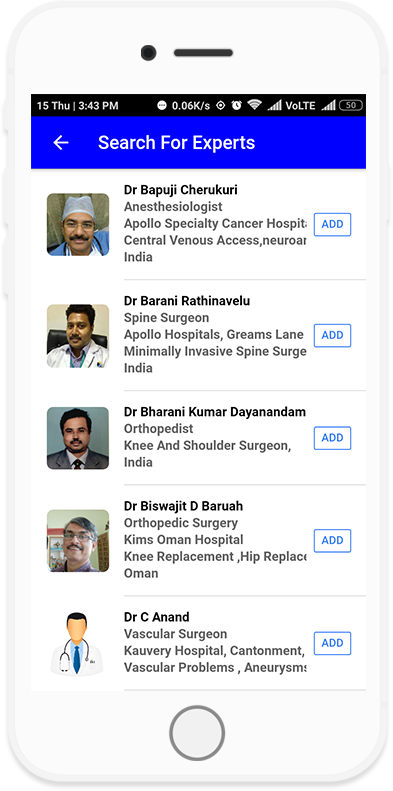 15 Thu | 3:43 PM 0.06K/s VoLTE 50
Search For Experts
Dr Bapuji Cherukuri
Anesthesiologist
Apollo Specialty Cancer Hospita
Central Venous Access,neuroar
India
ADD
Dr Barani Rathinavelu
Spine Surgeon
Apollo Hospitals, Greams Lane
Minimally Invasive Spine Surge
India
ADD
Dr Bharani Kumar Dayanandam
Orthopedist
Knee And Shoulder Surgeon,
India
ADD
Dr Biswajit D Baruah
Orthopedic Surgery
Kims Oman Hospital
Knee Replacement ,Hip Replace
Oman
ADD
Dr C Anand
Vascular Surgeon
Kauvery Hospital, Cantonment,
Vascular Problems , Aneurysms
ADD